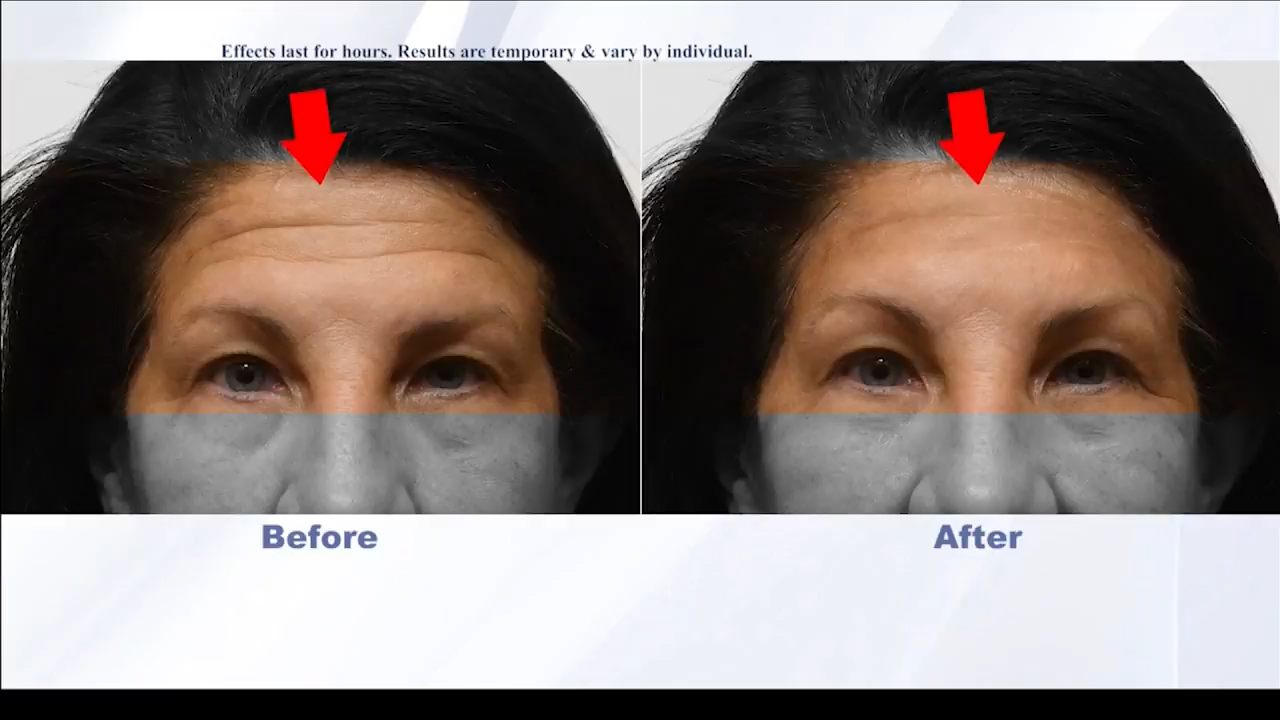 Effects last for hours. Results are temporary & vary by individual.
Before
After